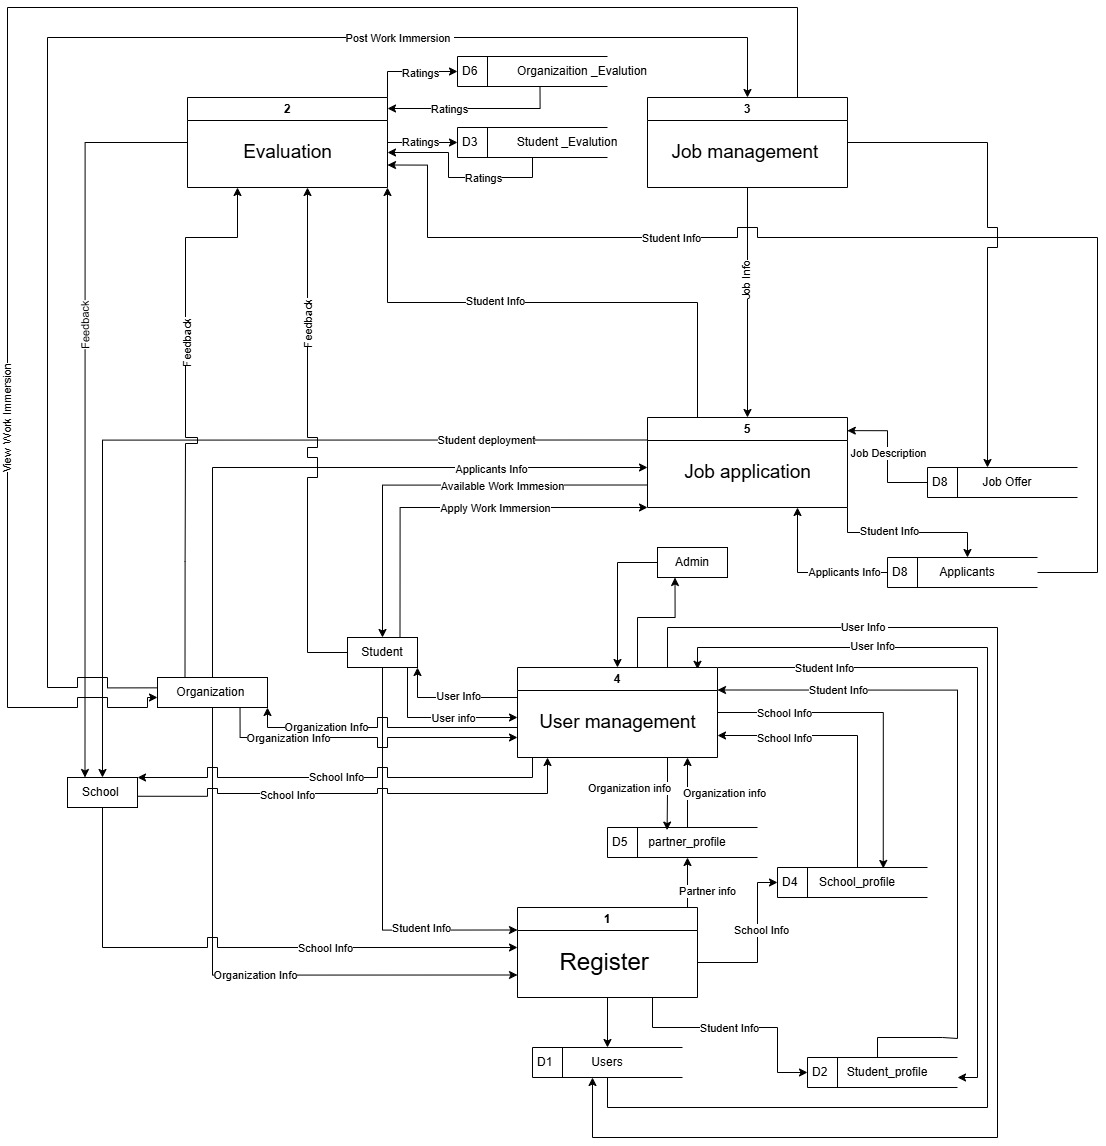 Post Work Immersion
Ratings
D6
Organizaition _Evalution
2
Ratings
3
Evaluation
Ratings
D3
Student _Evalution
Job management
Ratings
Student Info
Job Info
Student Info
Feedback
Feedback
Feedback
View Work Immersion
5
Student deployment
Job Description
Applicants Info
Job application
D8
Job Offer
Available Work Immesion
Apply Work Immersion
Student Info
Admin
Applicants Info
D8
Applicants
User Info
User Info
Student
Student Info
4
Organization
User Info
Student Info
User info
User management
School Info
Organization Info
Organization Info
School Info
School Info
School
School Info
Organization info
Organization info
D5
partner_profile
D4
School_profile
Partner info
1
Student Info
School Info
School Info
Register
Organization Info
Student Info
D1
Users
D2
Student_profile